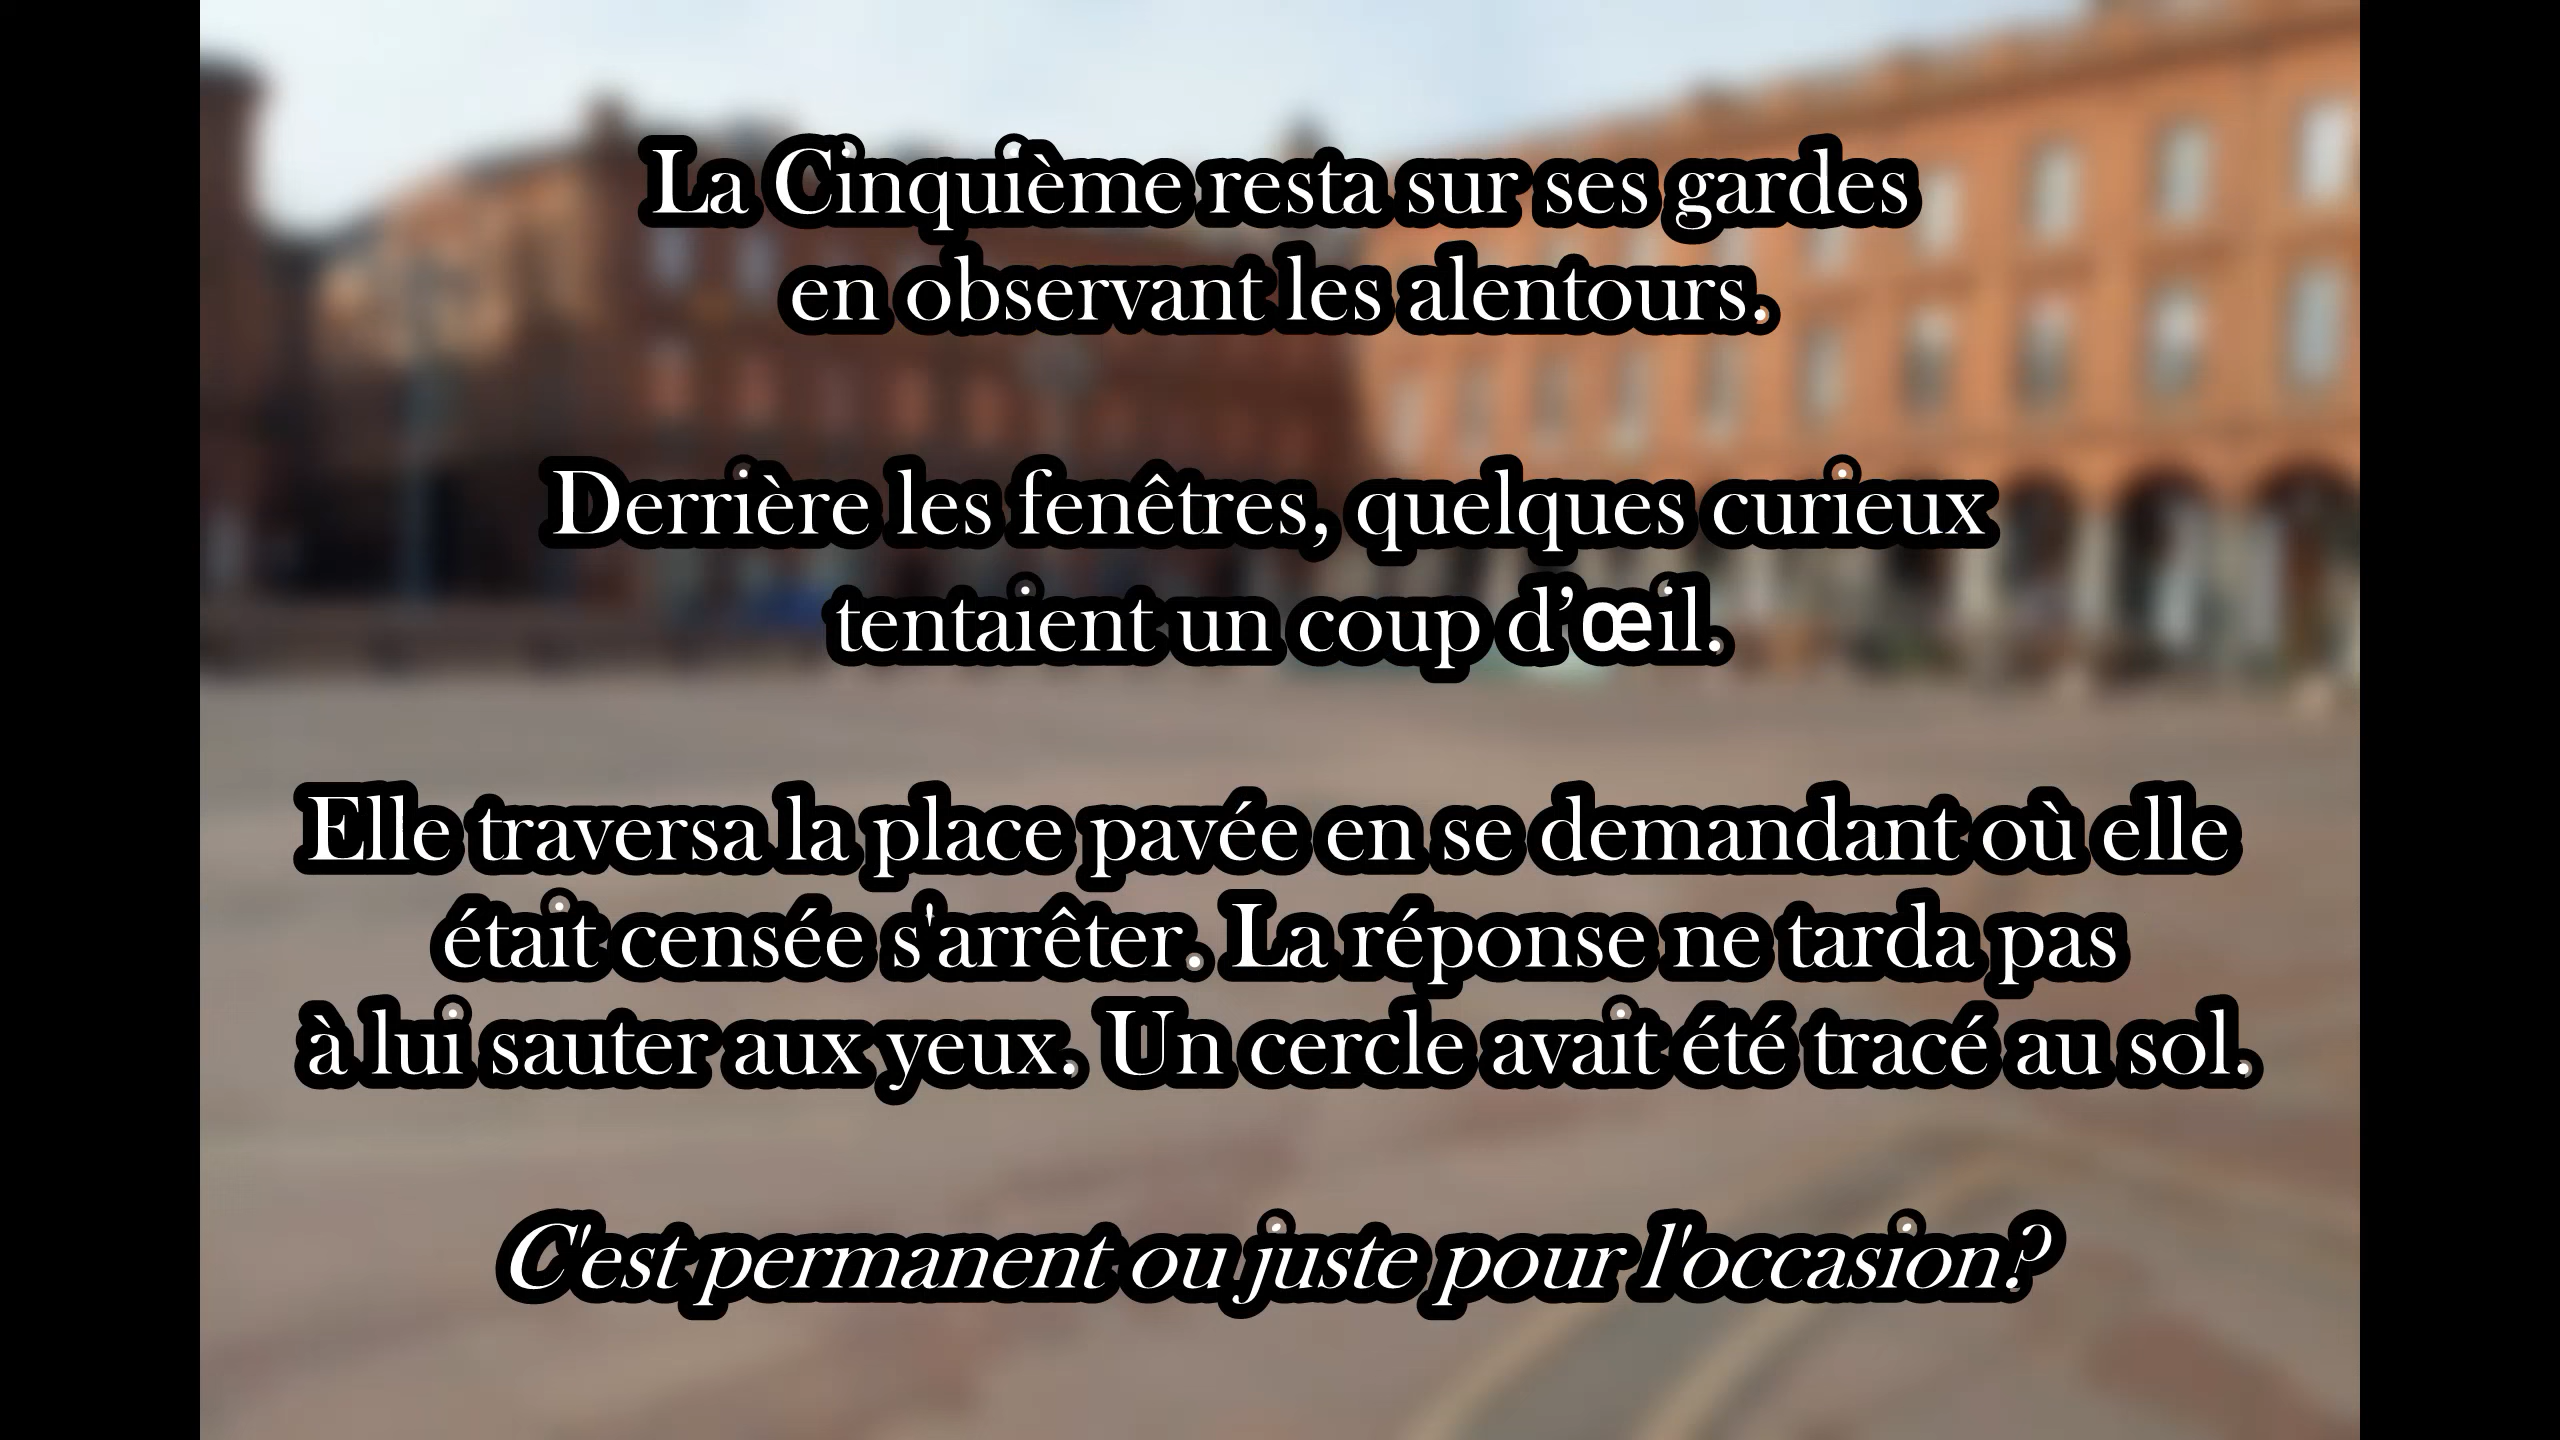 La Cinquième resta sur ses gardes
en observant les alentours.
Derrière les fenêtres, quelques curieux
tentaient un coup d’œil.
Elle traversa la place pavée en se demandant où elle
était censée s'arrêter. La réponse ne tarda pas
à lui sauter aux yeux. Un cercle avait été tracé au sol.
C'est permanent ou juste pour l'occasion?